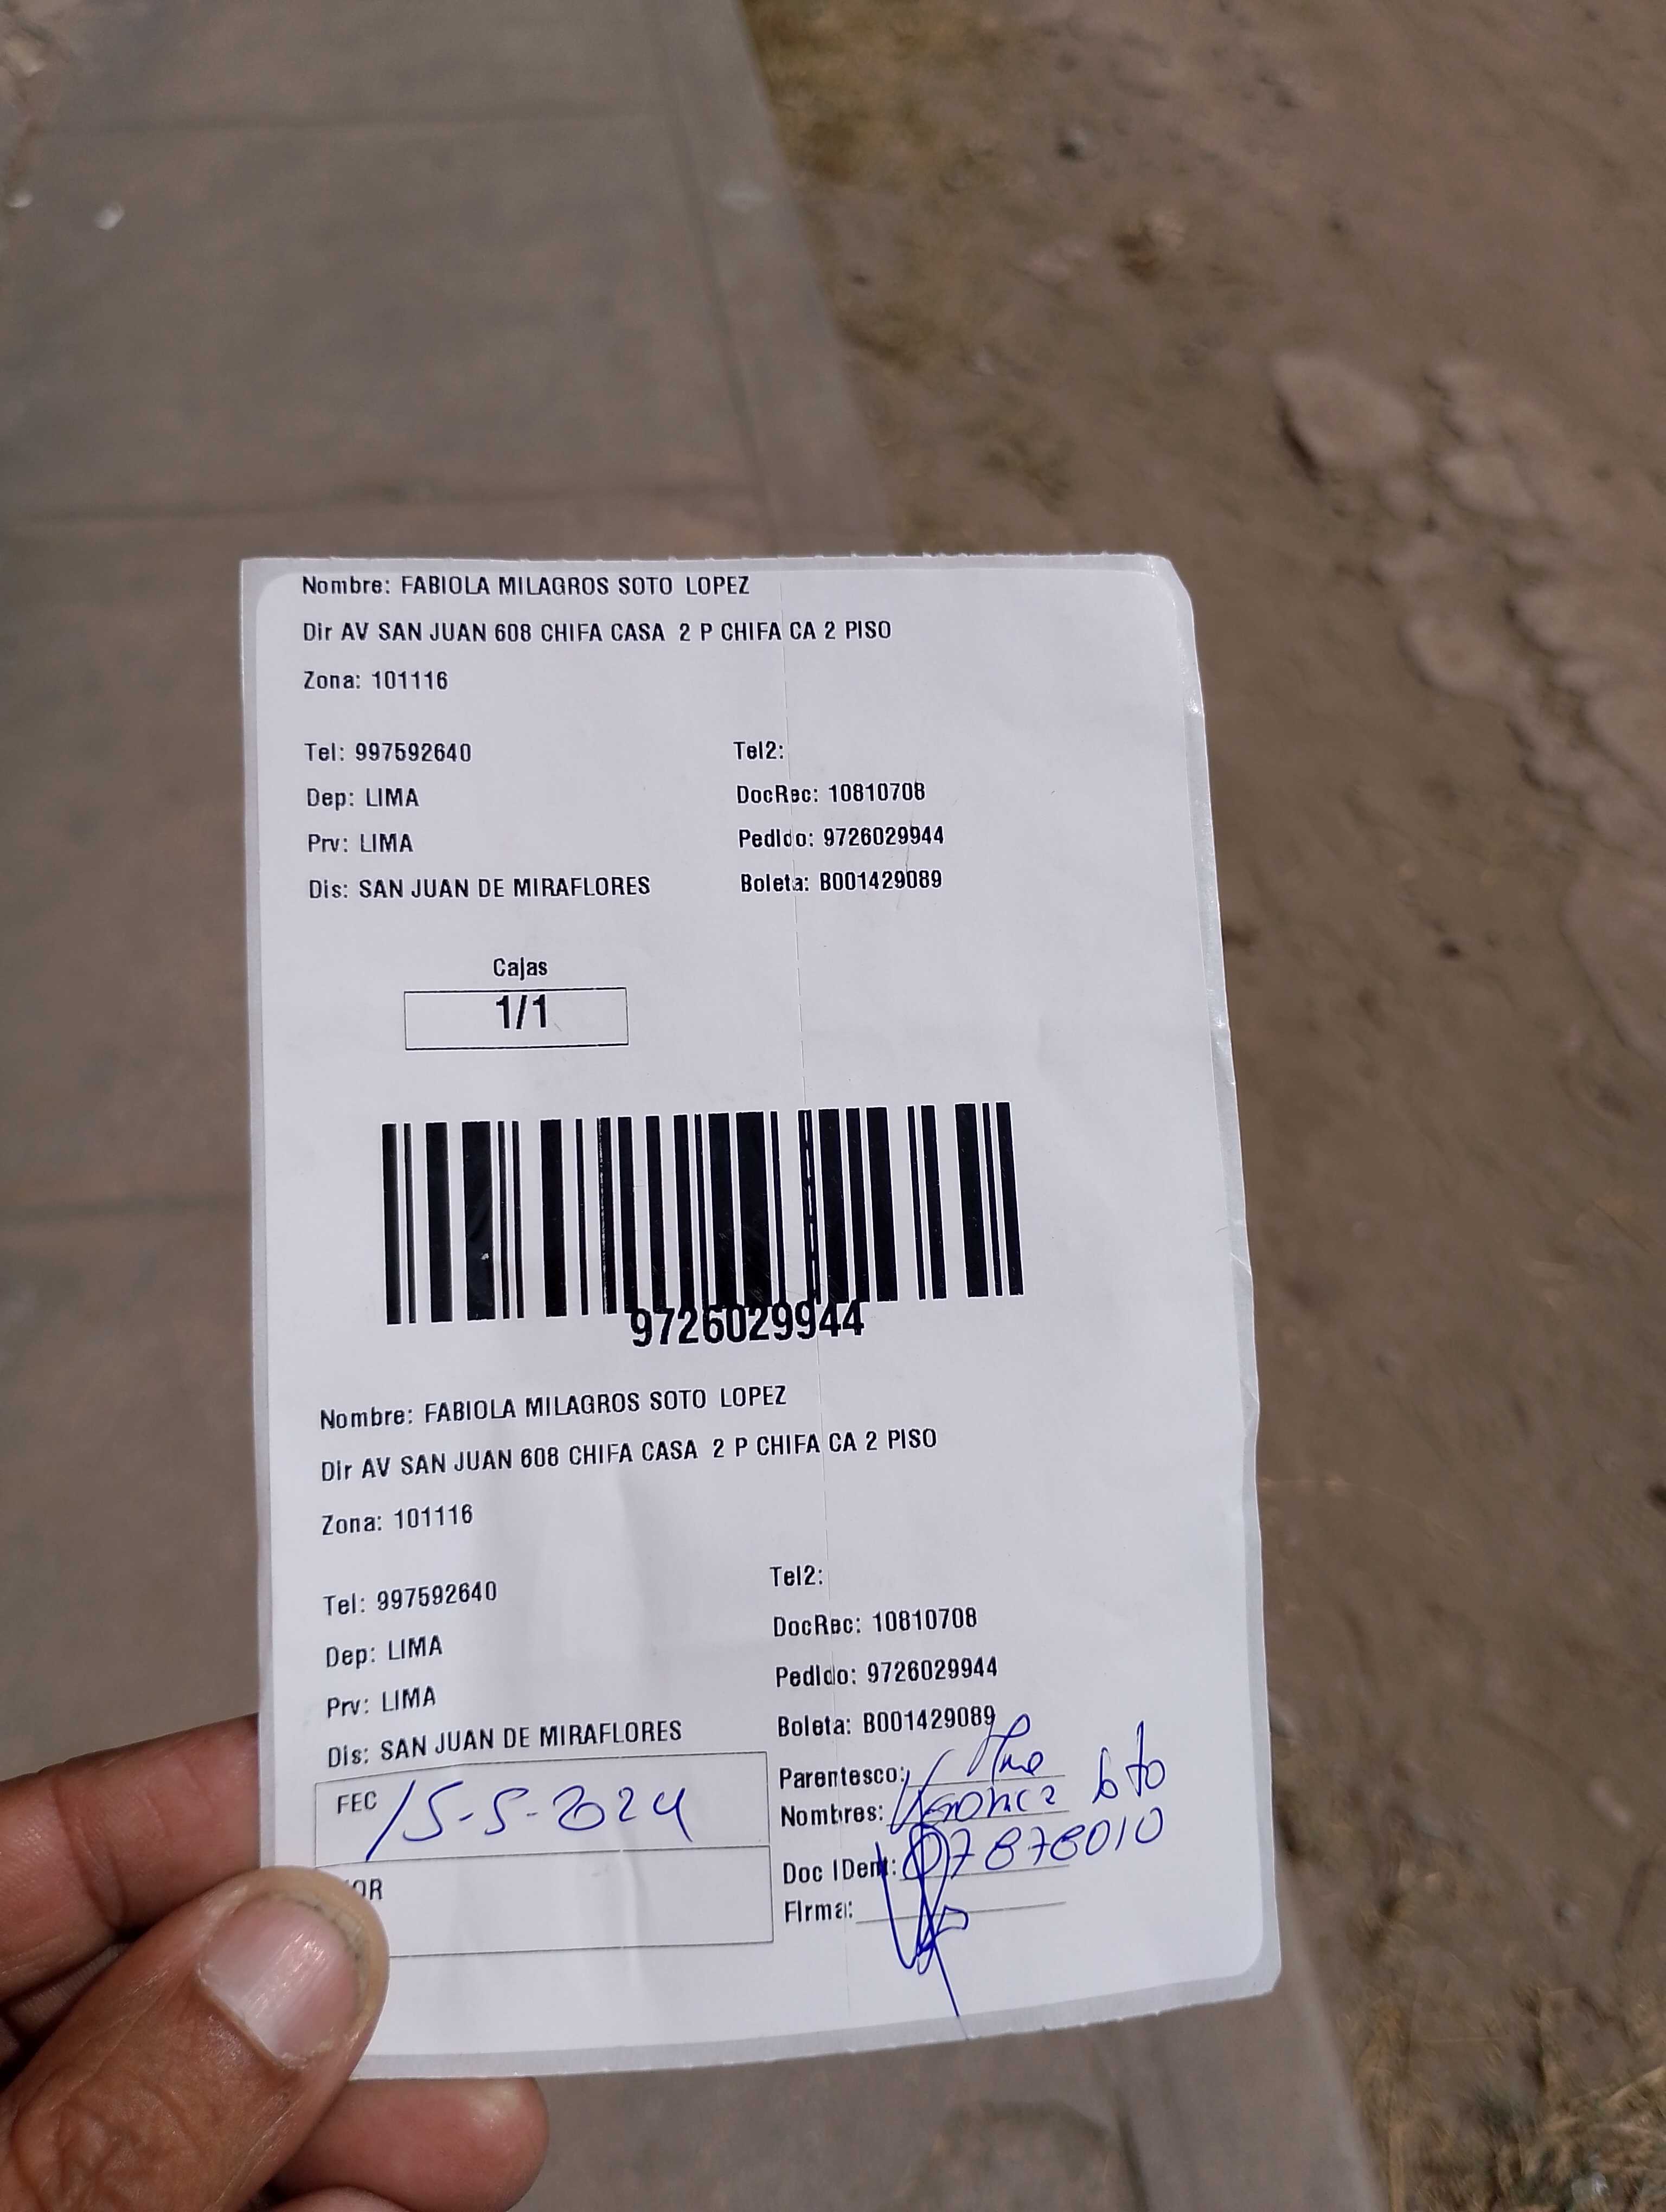 Nombre: FABIOLA MILAGROS SOTO LOPEZ
Dir AV SAN JUAN 608 CHIFA CASA 2 P CHIFA CA 2 PISO
Zona: 101116
Tel: 997592640 Tel2:
Dep: LIMA DocRec: 10810708
Prv: LIMA Pedido: 9726029944
Dis: SAN JUAN DE MIRAFLORES Boleta: B001429089
Cajas
1/1
9726029944
Nombre: FABIOLA MILAGROS SOTO LOPEZ
Dir AV SAN JUAN 608 CHIFA CASA 2 P CHIFA CA 2 PISO
Zona: 101116
Tel: 997592640 Tel2:
Dep: LIMA DocRec: 10810708
Prv: LIMA Pedido: 9726029944
Dis: SAN JUAN DE MIRAFLORES Boleta: B001429089
FEC 15-5-2024
Parentesco:
Nombres: Soto
Doc IDent: 07878010
OR
Firma: